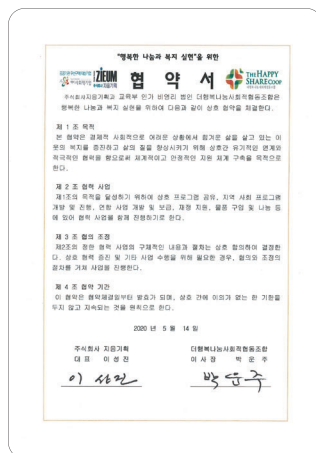 "행복한 나눔과 복지 실현"을 위한
ZIEUM 지음기획
협 약 서
THE HAPPY
SHARECOOP
주식회사지음기획과 교육부 인가 비영리 법인 더행복나눔사회적협동조합은
행복한 나눔과 복지 실현을 위하여 다음과 같이 상호 협약을 체결한다.
제 1 조 목적
본 협약은 경제적 사회적으로 어려운 상황에서 힘겨운 삶을 살고 있는 이
웃의 복지를 증진하고 삶의 질을 향상시키기 위해 상호간 유기적인 연계와
적극적인 협력을 함으로써 체계적이고 안정적인 지원 체계 구축을 목적으로
한다.
제 2 조 협력 사업
제1조의 목적을 달성하기 위하여 상호 프로그램 공유, 지역 사회 프로그램
개발 및 진행, 연합 사업 개발 및 보급, 재정 지원, 물품 구입 및 나눔 등
에 있어 협력 사업을 함께 진행하기로 한다.
제 3 조 협의 조정
제2조의 정한 협력 사업의 구체적인 내용과 절차는 상호 합의하여 결정한
다. 상호 협력 증진 및 기타 사업 수행을 위해 필요한 경우, 협의와 조정의
절차를 거쳐 사업을 진행한다.
제 4 조 협약 기간
이 협약은 협약체결일부터 발효가 되며, 상호 간에 이의가 없는 한 기한을
두지 않고 지속되는 것을 원칙으로 한다.
2020 년 5 월 14 일
주식회사 지음기획
더행복나눔사회적협동조합
대 표 이 성 진
이 사 장 박 운 주
이 성진
박운주